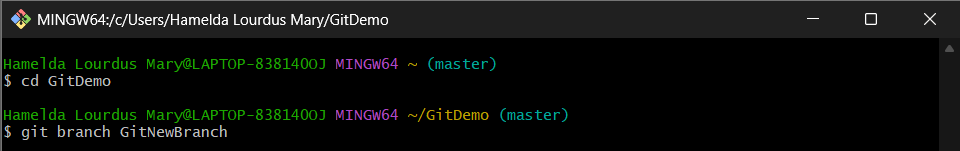 MINGW64:/c/Users/Hamelda Lourdus Mary/GitDemo
Hamelda Lourdus Mary@LAPTOP-838140OJ MINGW64 ~ (master)
$ cd GitDemo
Hamelda Lourdus Mary@LAPTOP-838140OJ MINGW64 ~/GitDemo (master)
$ git branch GitNewBranch